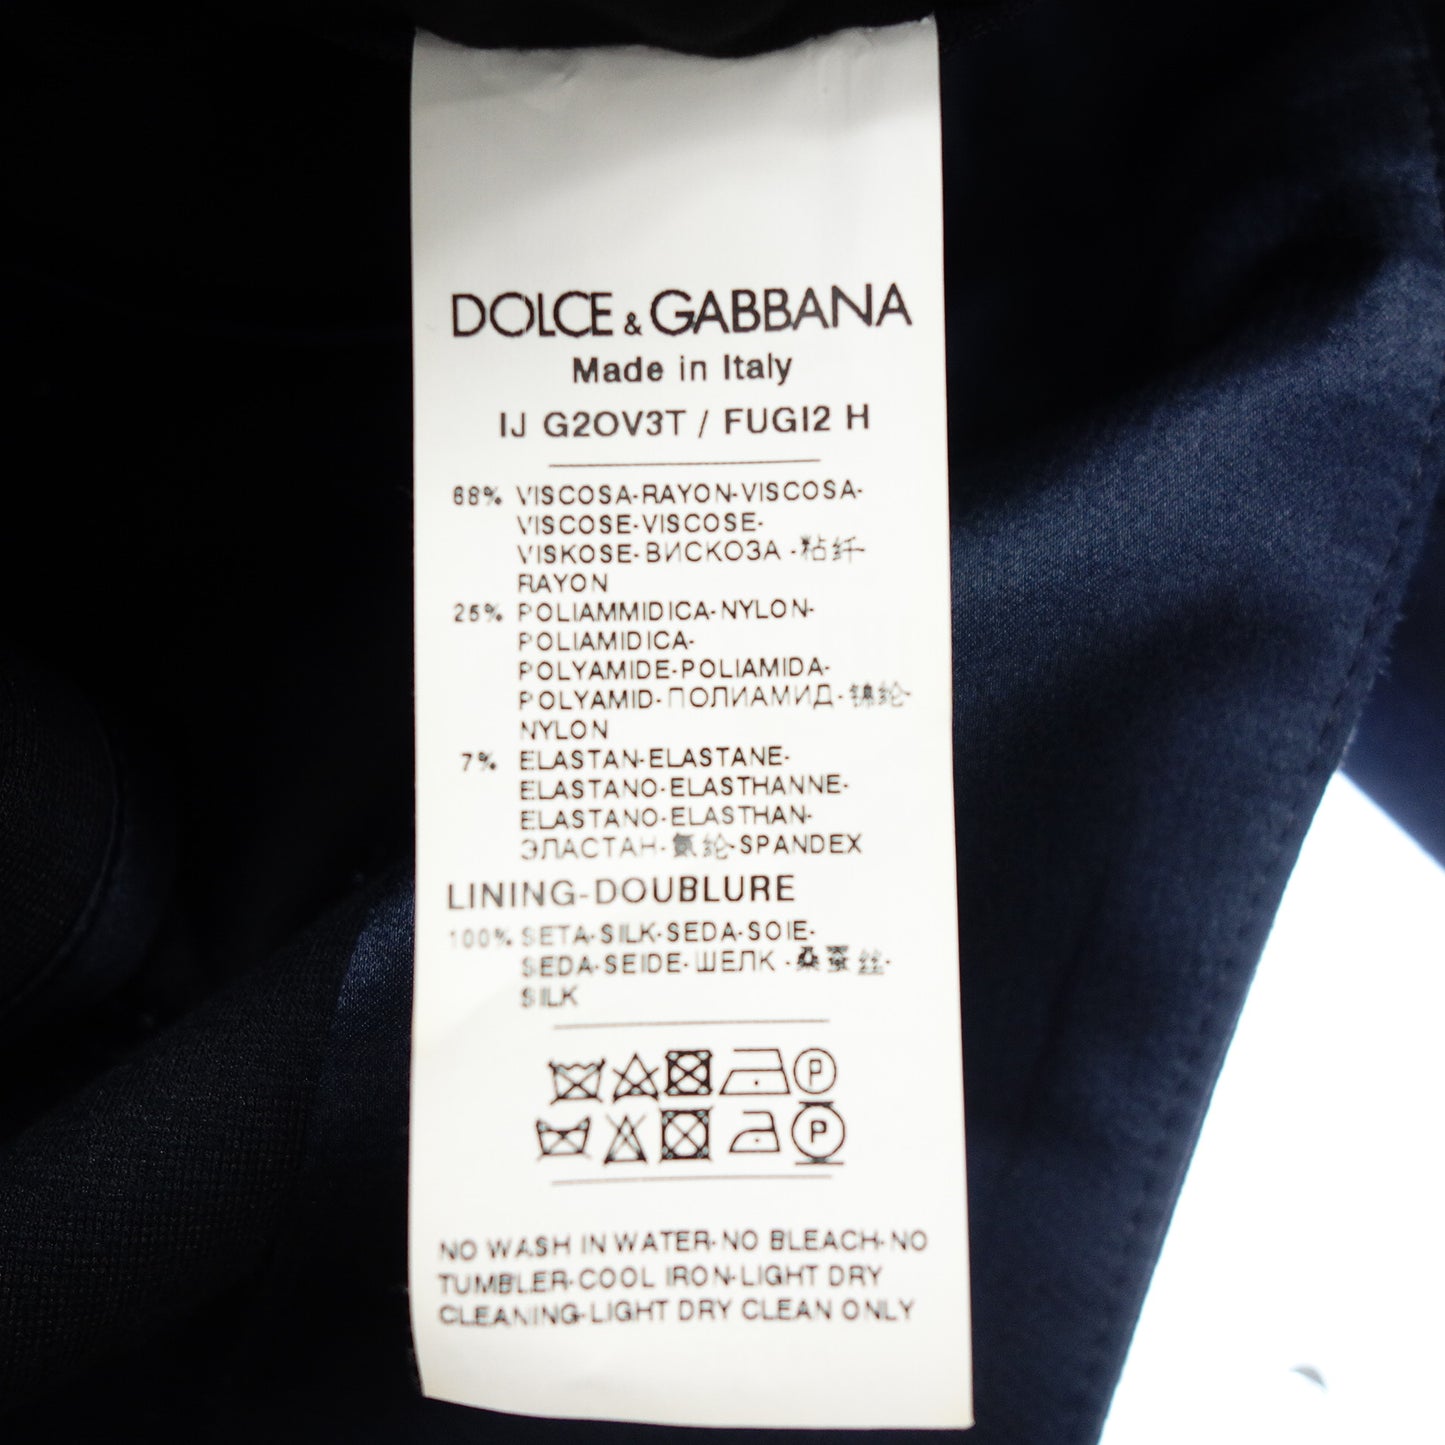 DOLCE & GABBANA
Made in Italy
IJ G2OV3T / FUGI2 H
68% VISCOSA-RAYON-VISCOSA-
VISCOSE-VISCOSE-
VISKOSE-ВИСКОЗА -粘纤-
RAYON
25% POLIAMMIDICA-NYLON-
POLIAMIDICA-
POLYAMIDE-POLIAMIDA-
POLYAMID-ПОЛИАМИД-锦纶-
NYLON
7% ELASTAN-ELASTANE-
ELASTANO-ELASTHANNE-
ELASTANO-ELASTHAN-
ЭЛАСТАН-氨纶-SPANDEX
LINING-DOUBLURE
100% SETA-SILK-SEDA-SOIE-
SEDA-SEIDE-ШЕЛК -桑蚕丝-
SILK
P
P
NO WASH IN WATER-NO BLEACH-NO
TUMBLER-COOL IRON-LIGHT DRY
CLEANING-LIGHT DRY CLEAN ONLY